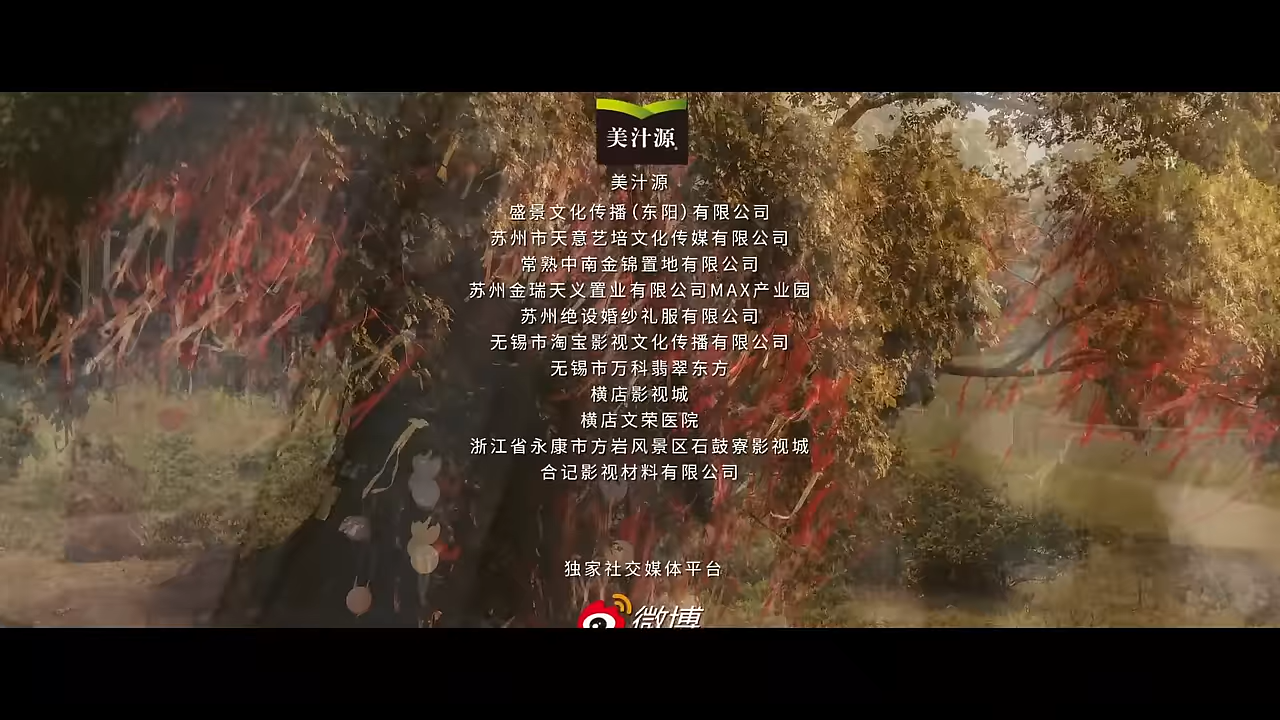 美汁源
美汁源
盛景文化传播(东阳)有限公司
苏州市天意艺培文化传媒有限公司
常熟中南金锦置地有限公司
苏州金瑞天义置业有限公司MAX产业园
苏州绝设婚纱礼服有限公司
无锡市淘宝影视文化传播有限公司
无锡市万科翡翠东方
横店影视城
横店文荣医院
浙江省永康市方岩风景区石鼓寮影视城
合记影视材料有限公司
独家社交媒体平台
微博